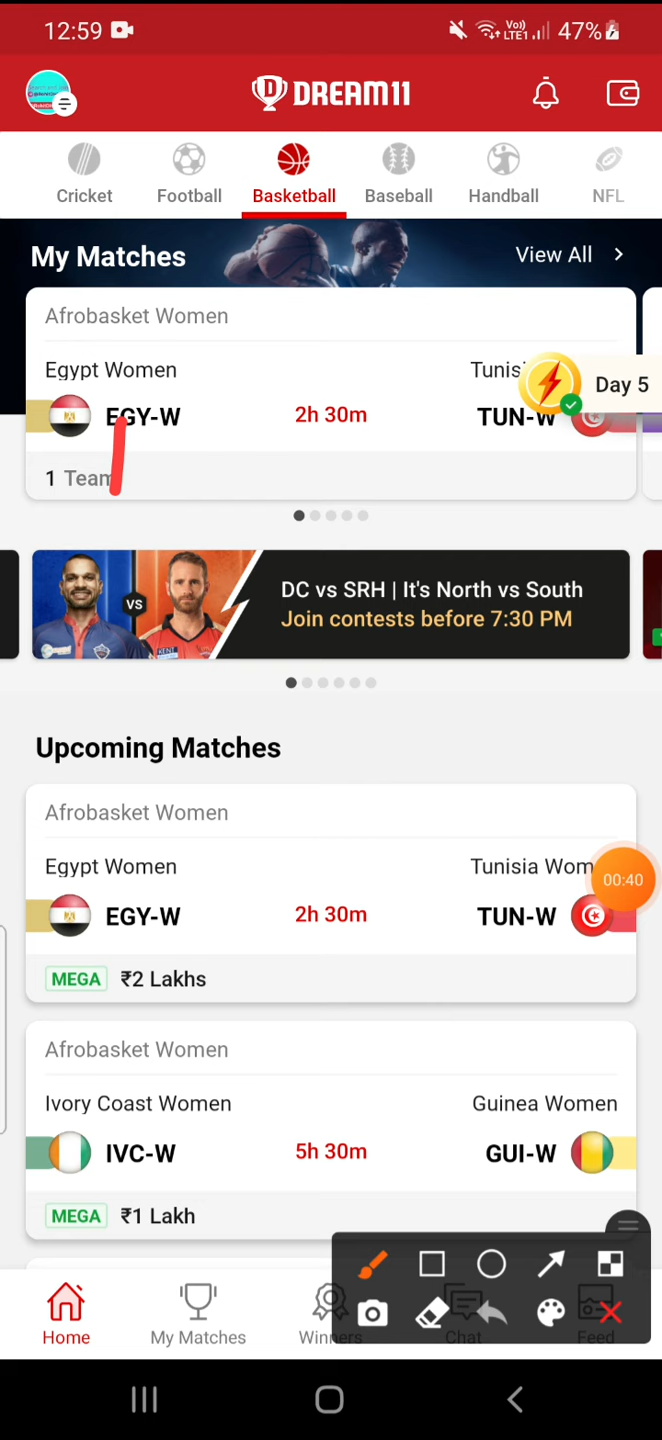 12:59
Vo)) LTE1 47%
DREAM11
Cricket Football Basketball Baseball Handball NFL
My Matches View All
Afrobasket Women
Egypt Women Tunis
Day 5
EGY-W 2h 30m TUN-W
1 Team
VS
DC vs SRH | It's North vs South
Join contests before 7:30 PM
Upcoming Matches
Afrobasket Women
Egypt Women Tunisia Wom
00:40
EGY-W 2h 30m TUN-W
MEGA ₹2 Lakhs
Afrobasket Women
Ivory Coast Women Guinea Women
IVC-W 5h 30m GUI-W
MEGA ₹1 Lakh
Home My Matches Winners Chat Feed